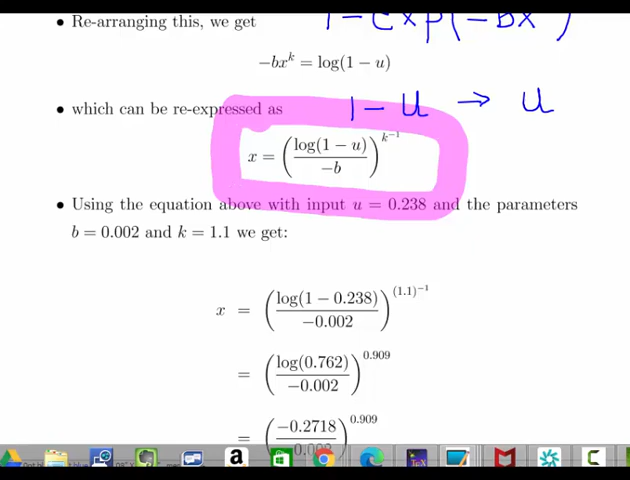 • Re-arranging this, we get
1 - exp(-bx )
−bx^k = log(1 − u)
• which can be re-expressed as
1 - u → u
x = (log(1 − u) / −b)^k^−1
• Using the equation above with input u = 0.238 and the parameters
b = 0.002 and k = 1.1 we get:
x = (log(1 − 0.238) / −0.002)^(1.1)^−1
= (log(0.762) / −0.002)^0.909
= (−0.2718 / 0.002)^0.909